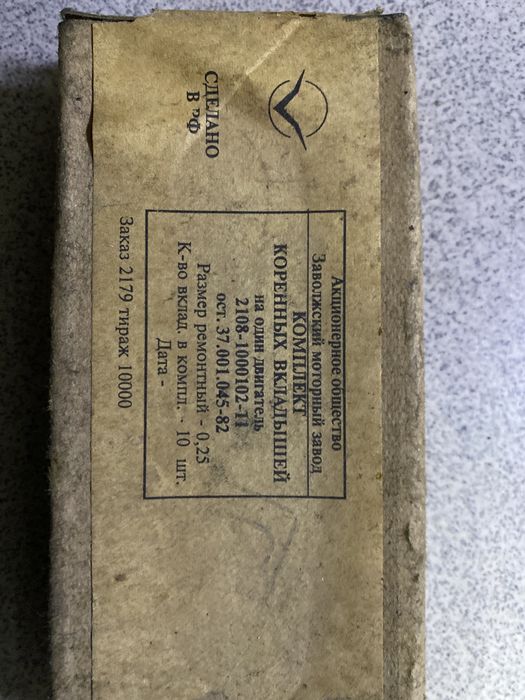 СДЕЛАНО
В РФ
Акционерное общество
Заволжский моторный завод
КОМПЛЕКТ
КОРЕННЫХ ВКЛАДЫШЕЙ
на один двигатель
2108-1000102-11
ост. 37.001.045-82
Размер ремонтный - 0,25
К-во вклад. в компл. - 10 шт.
Дата -
Заказ 2179 тираж 10000